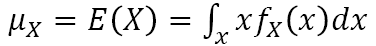 μ_X = E(X) = ∫_x x f_X(x) dx